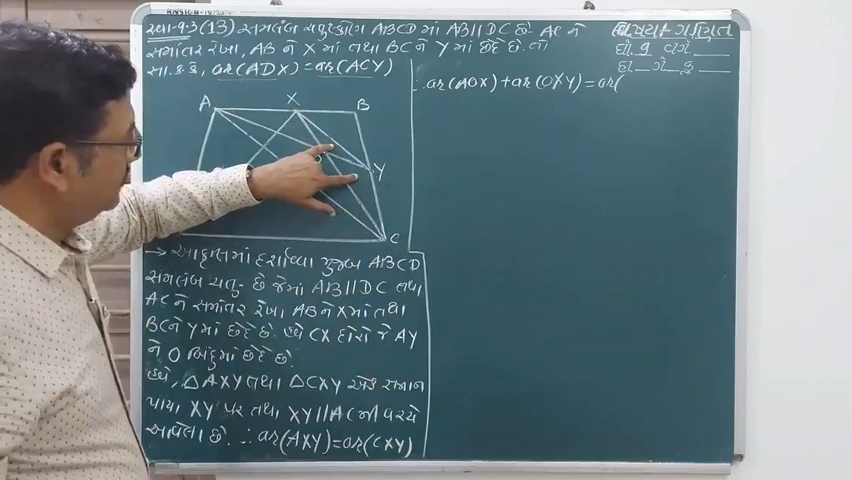 સ્વા-9.3 (13) સમલંબ ચતુષ્કોણ ABCD માં AB||DC છે. AC ને
સમાંતર રેખા, AB ને X માં તથા BC ને Y માં છેદે છે. તો
સા.ક.કે, ar(ADX) = ar(ACY)
વિષય:- ગણિત
ધો. 9 વર્ગ
∴ ar(AOX) + ar(OXY) = ar(
A X B
Y
C
→ આકૃતિમાં દર્શાવ્યા મુજબ ABCD
સમલંબ ચતુ- છે જેમાં AB||DC તથા
AC ને સમાંતર રેખા AB ને X માં તથા
BC ને Y માં છેદે છે. હવે CX દોરો જે AY
ને O બિંદુમાં છેદે છે.
હવે, △AXY તથા △CXY એક સમાન
પાયા XY પર તથા XY||AC ની વચ્ચે
આવેલા છે. ∴ ar(AXY) = ar(CXY)